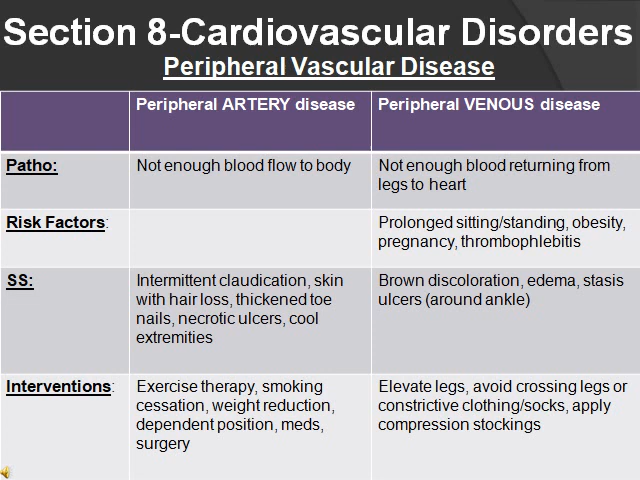 Section 8-Cardiovascular Disorders
Peripheral Vascular Disease
Peripheral ARTERY disease
Peripheral VENOUS disease
Patho:
Not enough blood flow to body
Not enough blood returning from
legs to heart
Risk Factors:
Prolonged sitting/standing, obesity,
pregnancy, thrombophlebitis
SS:
Intermittent claudication, skin
with hair loss, thickened toe
nails, necrotic ulcers, cool
extremities
Brown discoloration, edema, stasis
ulcers (around ankle)
Interventions:
Exercise therapy, smoking
cessation, weight reduction,
dependent position, meds,
surgery
Elevate legs, avoid crossing legs or
constrictive clothing/socks, apply
compression stockings